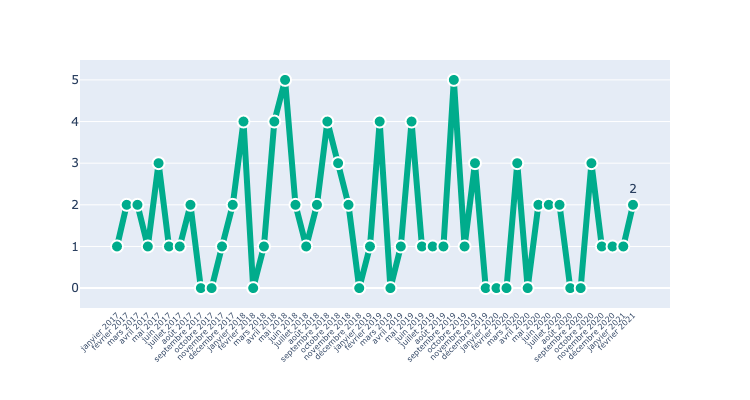 5
4
3
2
1
0
2
janvier 2017
février 2017
mars 2017
avril 2017
mai 2017
juin 2017
juillet 2017
août 2017
septembre 2017
octobre 2017
novembre 2017
décembre 2017
janvier 2018
février 2018
mars 2018
avril 2018
mai 2018
juin 2018
juillet 2018
août 2018
septembre 2018
octobre 2018
novembre 2018
décembre 2018
janvier 2019
février 2019
mars 2019
avril 2019
mai 2019
juin 2019
juillet 2019
août 2019
septembre 2019
octobre 2019
novembre 2019
décembre 2019
janvier 2020
février 2020
mars 2020
avril 2020
mai 2020
juin 2020
juillet 2020
août 2020
septembre 2020
octobre 2020
novembre 2020
décembre 2020
janvier 2021
février 2021